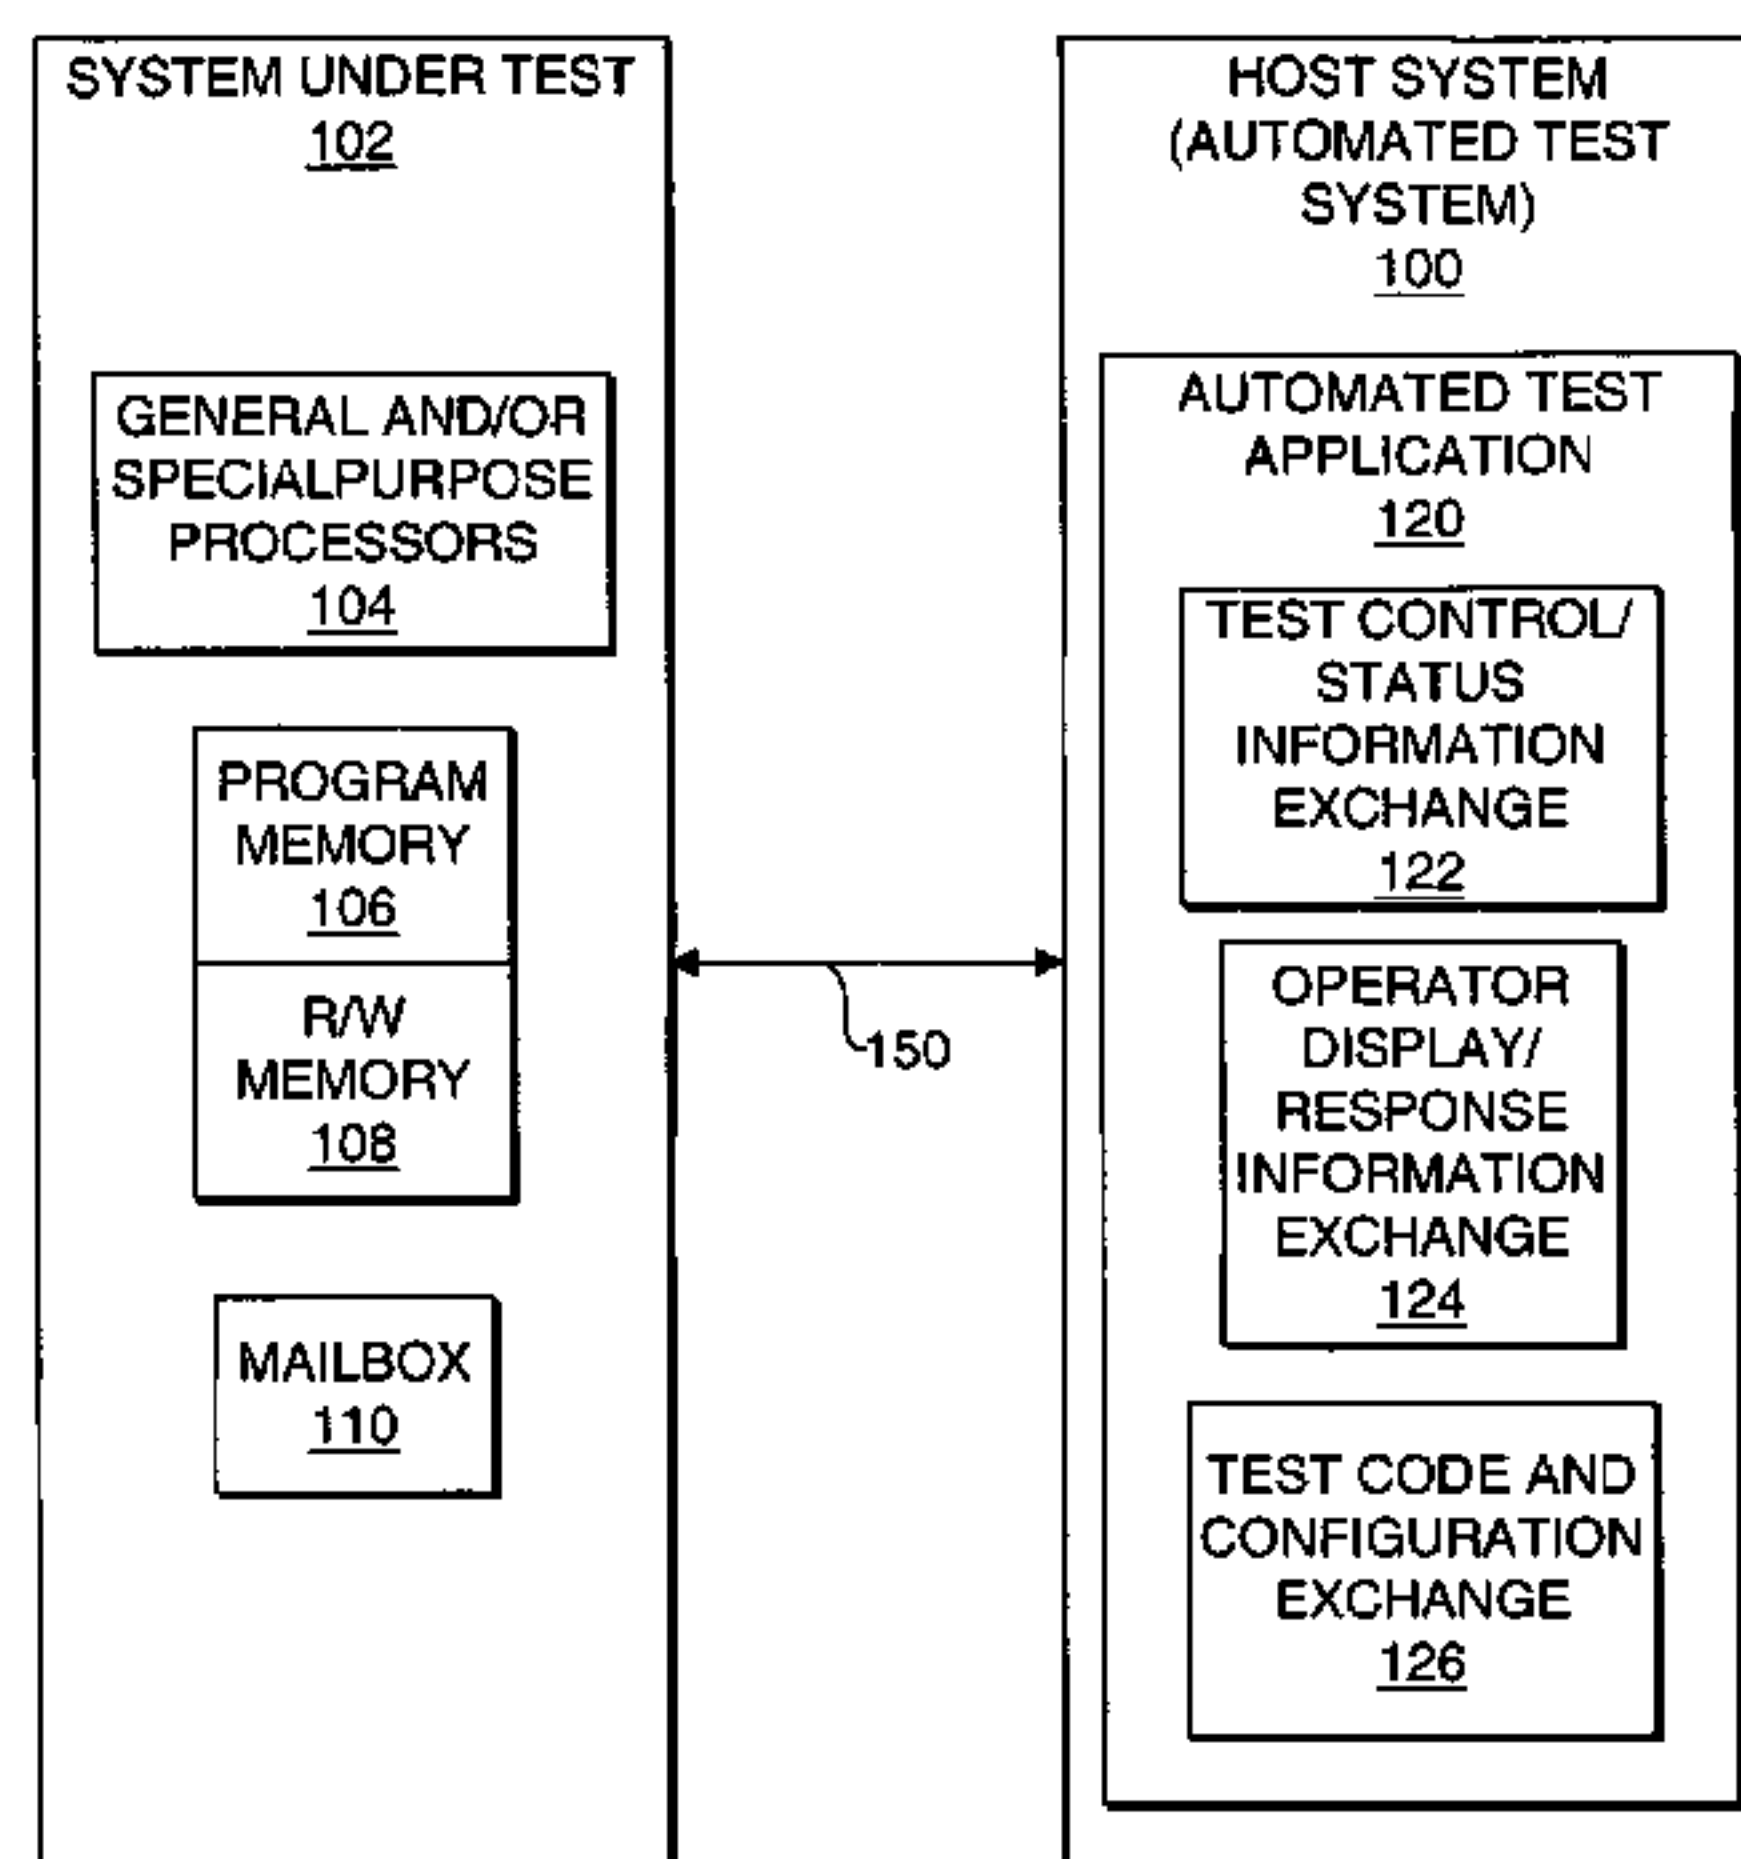 SYSTEM UNDER TEST
102
GENERAL AND/OR
SPECIALPURPOSE
PROCESSORS
104
PROGRAM
MEMORY
106
R/W
MEMORY
108
MAILBOX
110
150
HOST SYSTEM
(AUTOMATED TEST
SYSTEM)
100
AUTOMATED TEST
APPLICATION
120
TEST CONTROL/
STATUS
INFORMATION
EXCHANGE
122
OPERATOR
DISPLAY/
RESPONSE
INFORMATION
EXCHANGE
124
TEST CODE AND
CONFIGURATION
EXCHANGE
126